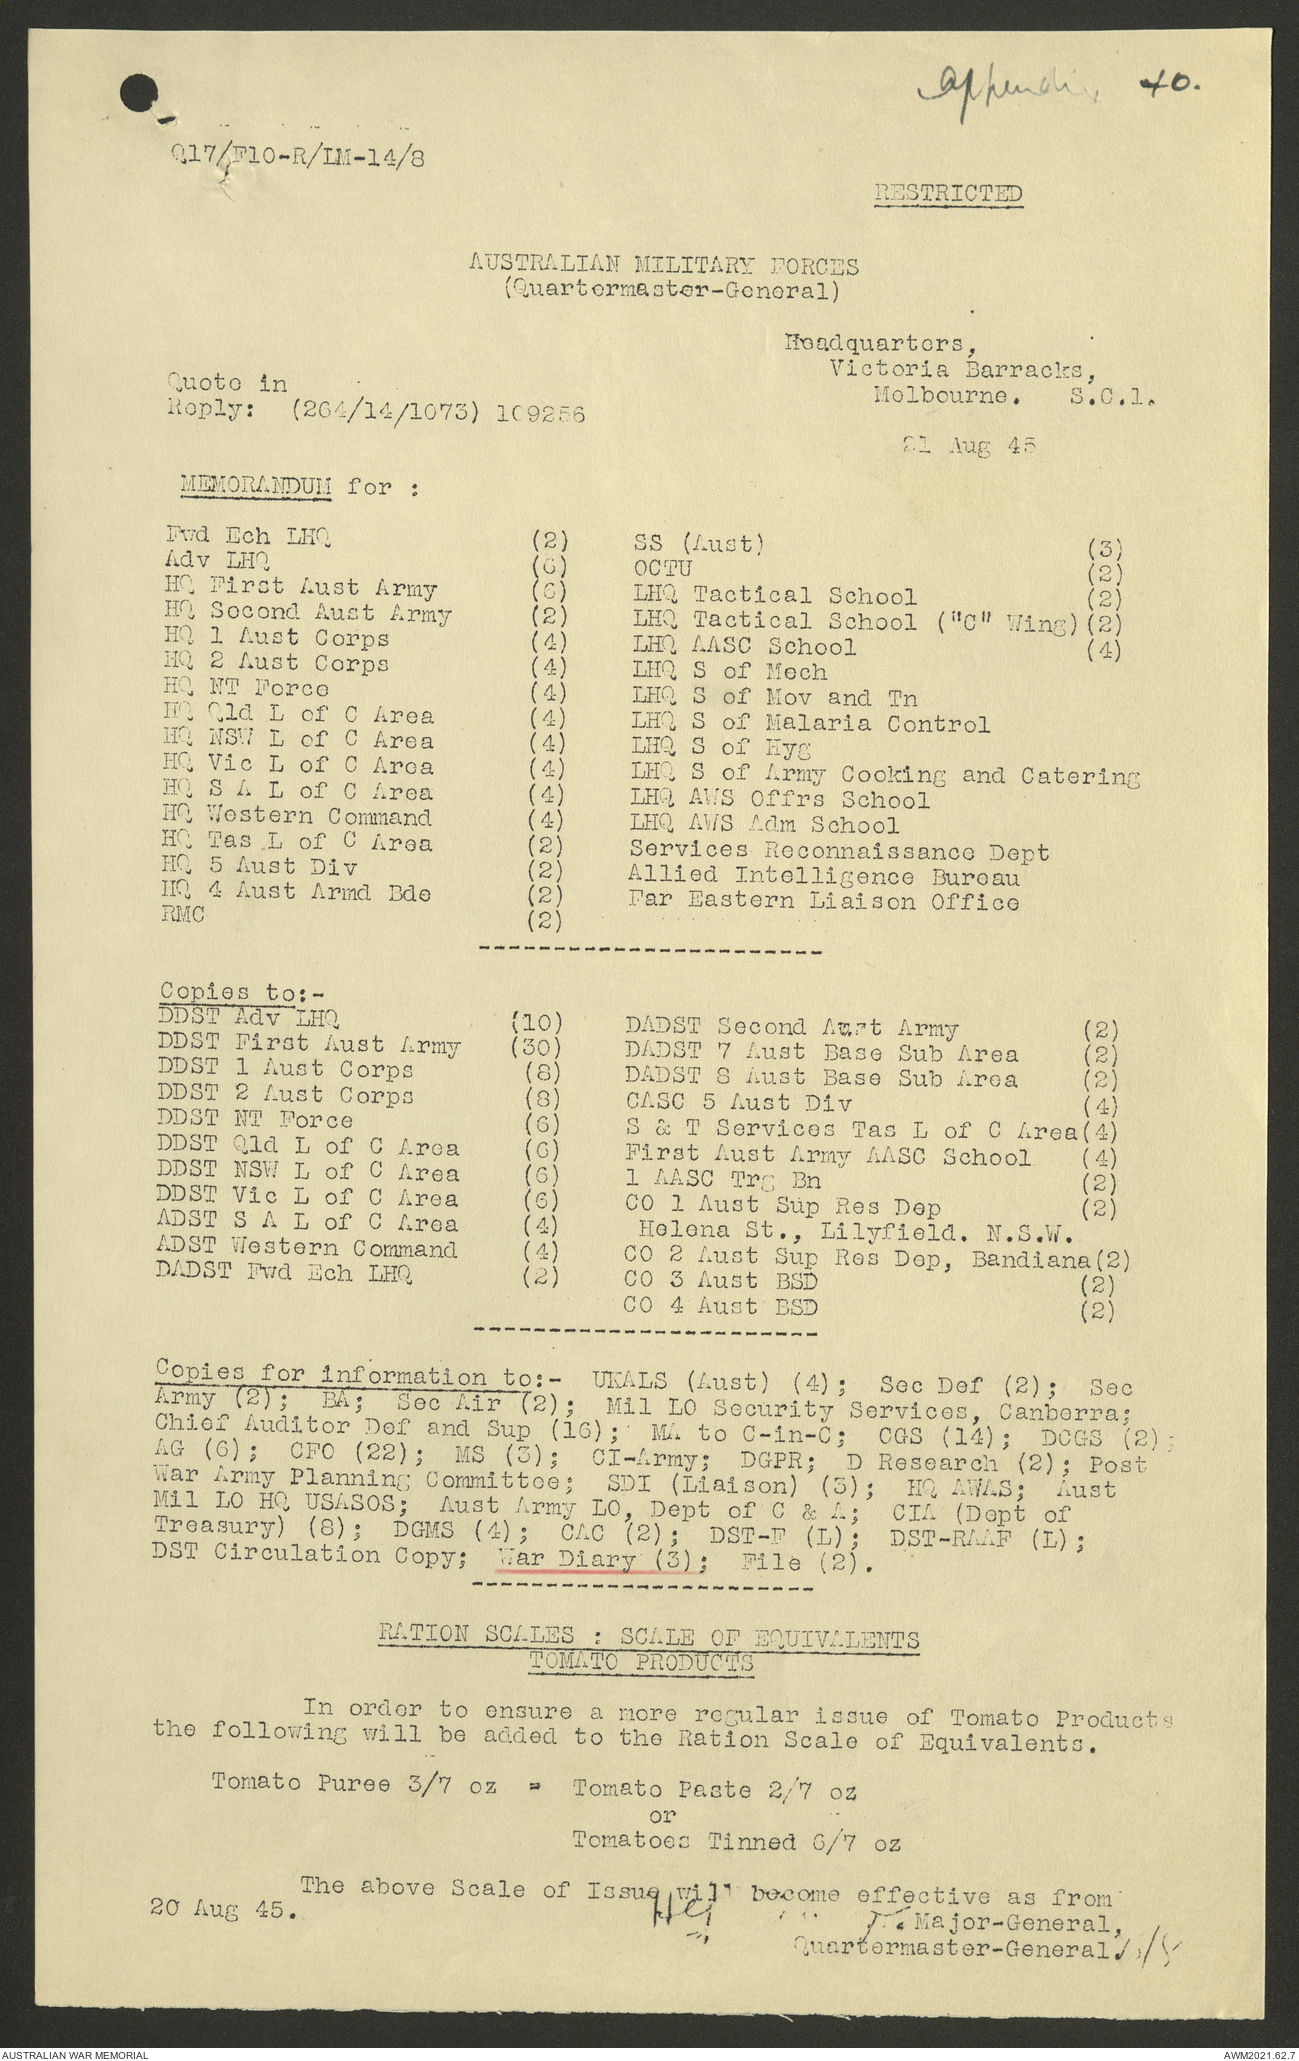 Appendix 40.
Q17/F10-R/LM-14/8
RESTRICTED
AUSTRALIAN MILITARY FORCES
(Quartermaster-General)
Headquarters,
Victoria Barracks,
Melbourne. S.C.1.
Quote in
Reply: (264/14/1073) 109256
21 Aug 45
MEMORANDUM for :
Fwd Ech LHQ (2)
Adv LHQ (6)
HQ First Aust Army (6)
HQ Second Aust Army (2)
HQ 1 Aust Corps (4)
HQ 2 Aust Corps (4)
HQ NT Force (4)
HQ Qld L of C Area (4)
HQ NSW L of C Area (4)
HQ Vic L of C Area (4)
HQ S A L of C Area (4)
HQ Western Command (4)
HQ Tas L of C Area (2)
HQ 5 Aust Div (2)
HQ 4 Aust Armd Bde (2)
RMC (2)
SS (Aust) (3)
OCTU (2)
LHQ Tactical School (2)
LHQ Tactical School ("C" Wing) (2)
LHQ AASC School (4)
LHQ S of Mech
LHQ S of Mov and Tn
LHQ S of Malaria Control
LHQ S of Hyg
LHQ S of Army Cooking and Catering
LHQ AWS Offrs School
LHQ AWS Adm School
Services Reconnaissance Dept
Allied Intelligence Bureau
Far Eastern Liaison Office
Copies to:-
DDST Adv LHQ (10)
DDST First Aust Army (30)
DDST 1 Aust Corps (8)
DDST 2 Aust Corps (8)
DDST NT Force (6)
DDST Qld L of C Area (6)
DDST NSW L of C Area (6)
DDST Vic L of C Area (6)
ADST S A L of C Area (4)
ADST Western Command (4)
DADST Fwd Ech LHQ (2)
DADST Second Aust Army (2)
DADST 7 Aust Base Sub Area (2)
DADST 8 Aust Base Sub Area (2)
CASC 5 Aust Div (4)
S & T Services Tas L of C Area(4)
First Aust Army AASC School (4)
1 AASC Trg Bn (2)
CO 1 Aust Sup Res Dep (2)
Helena St., Lilyfield. N.S.W.
CO 2 Aust Sup Res Dep, Bandiana(2)
CO 3 Aust BSD (2)
CO 4 Aust BSD (2)
Copies for information to:- UKALS (Aust) (4); Sec Def (2); Sec
Army (2); BA; Sec Air (2); Mil LO Security Services, Canberra;
Chief Auditor Def and Sup (16); MA to C-in-C; CGS (14); DCGS (2);
AG (6); CFO (22); MS (3); CI-Army; DGPR; D Research (2); Post
War Army Planning Committee; SDI (Liaison) (3); HQ AWAS; Aust
Mil LO HQ USASOS; Aust Army LO, Dept of C & A; CIA (Dept of
Treasury) (8); DGMS (4); CAC (2); DST-F (L); DST-RAAF (L);
DST Circulation Copy; War Diary (3); File (2).
RATION SCALES : SCALE OF EQUIVALENTS
TOMATO PRODUCTS
In order to ensure a more regular issue of Tomato Products
the following will be added to the Ration Scale of Equivalents.
Tomato Puree 3/7 oz = Tomato Paste 2/7 oz
or
Tomatoes Tinned 6/7 oz
The above Scale of Issue will become effective as from
20 Aug 45.
Major-General,
Quartermaster-General.
AUSTRALIAN WAR MEMORIAL
AWM2021.62.7